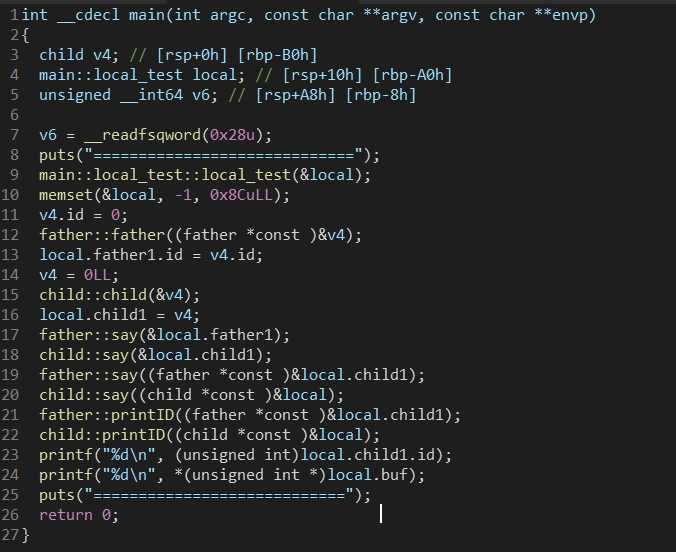 1 int __cdecl main(int argc, const char **argv, const char **envp)
2 {
3   child v4; // [rsp+0h] [rbp-B0h]
4   main::local_test local; // [rsp+10h] [rbp-A0h]
5   unsigned __int64 v6; // [rsp+A8h] [rbp-8h]
6
7   v6 = __readfsqword(0x28u);
8   puts("=============================");
9   main::local_test::local_test(&local);
10   memset(&local, -1, 0x8CuLL);
11   v4.id = 0;
12   father::father((father *const )&v4);
13   local.father1.id = v4.id;
14   v4 = 0LL;
15   child::child(&v4);
16   local.child1 = v4;
17   father::say(&local.father1);
18   child::say(&local.child1);
19   father::say((father *const )&local.child1);
20   child::say((child *const )&local);
21   father::printID((father *const )&local.child1);
22   child::printID((child *const )&local);
23   printf("%d\n", (unsigned int)local.child1.id);
24   printf("%d\n", *(unsigned int *)local.buf);
25   puts("============================");
26   return 0;
27 }